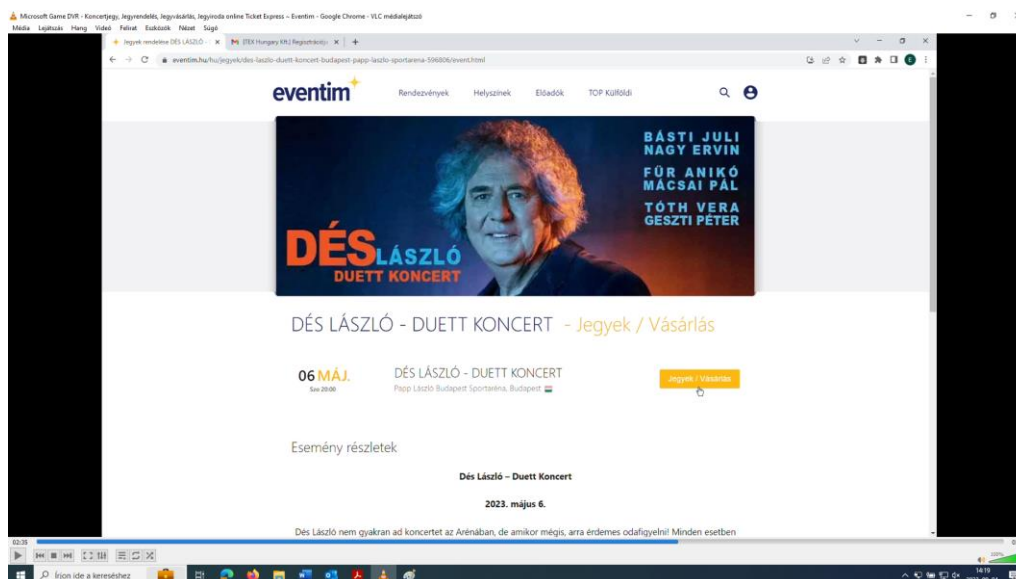 Microsoft Game DVR - Koncertjegy, Jegyrendelés, Jegyvásárlás, Jegyiroda online Ticket Express – Eventim - Google Chrome - VLC médialejátszó
Média Lejátszás Hang Videó Felirat Eszközök Nézet Súgó
Jegyek rendelése DÉS LÁSZLÓ -
eventim.hu/hu/jegyek/des-laszlo-duett-koncert-budapest-papp-laszlo-sportarena-596806/event.html
eventim
Rendezvények Helyszínek Előadók TOP Külföldi
BÁSTI JULI
NAGY ERVIN
FÜR ANIKÓ
MÁCSAI PÁL
TÓTH VERA
GESZTI PÉTER
DÉS LÁSZLÓ
DUETT KONCERT
DÉS LÁSZLÓ - DUETT KONCERT - Jegyek / Vásárlás
06 MÁJ.
Szo 20:00
DÉS LÁSZLÓ - DUETT KONCERT
Papp László Budapest Sportaréna, Budapest
Jegyek / Vásárlás
Esemény részletek
Dés László – Duett Koncert
2023. május 6.
Dés László nem gyakran ad koncertet az Arénában, de amikor mégis, arra érdemes odafigyelni! Minden esetben
02:35
Írjon ide a kereséshez
14:19